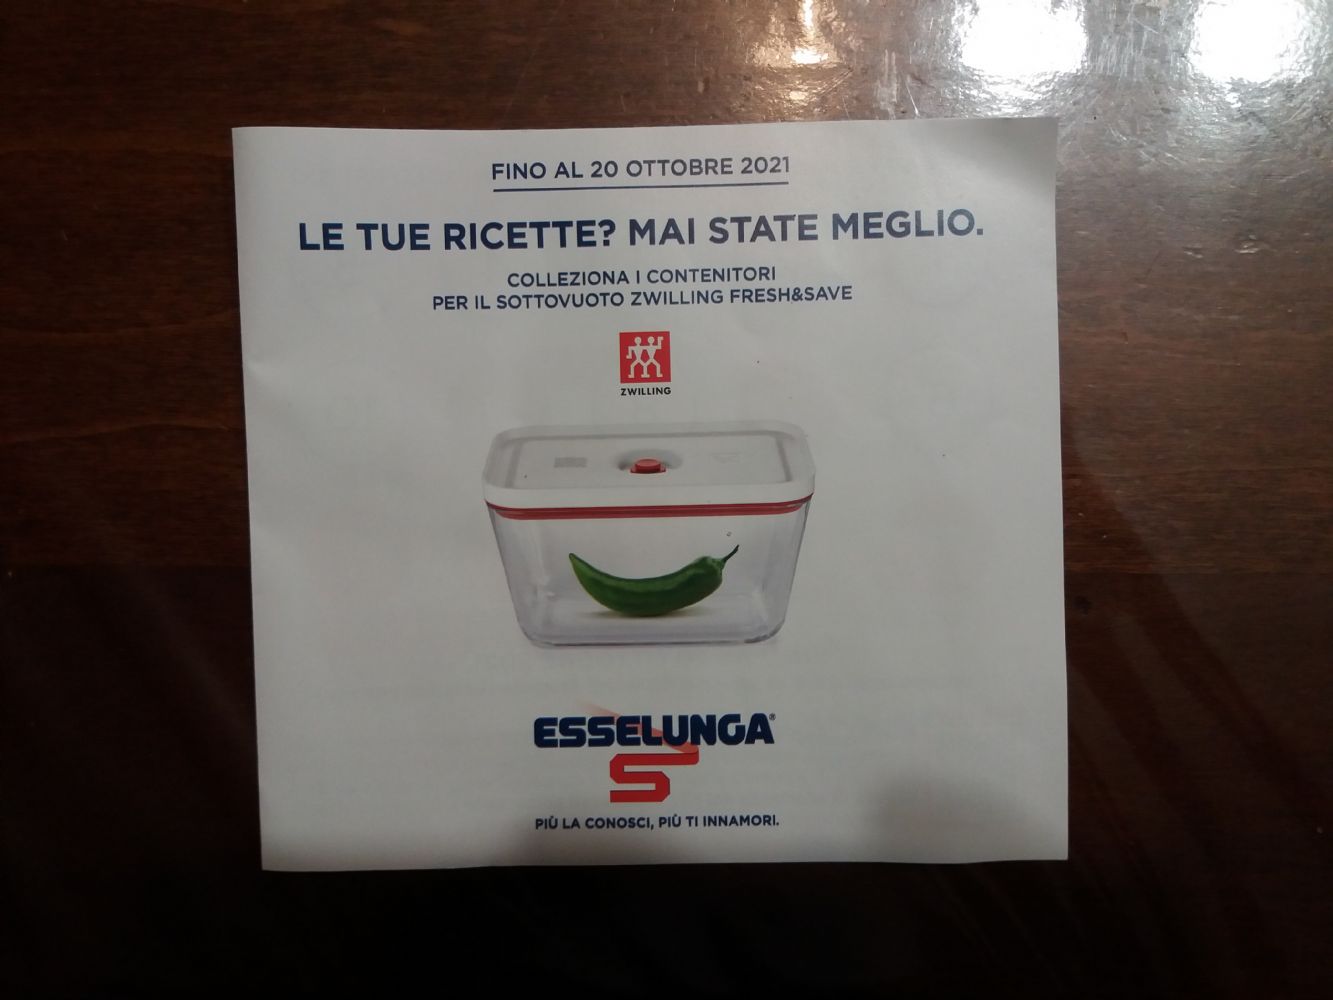 FINO AL 20 OTTOBRE 2021
LE TUE RICETTE? MAI STATE MEGLIO.
COLLEZIONA I CONTENITORI
PER IL SOTTOVUOTO ZWILLING FRESH&SAVE
ZWILLING
ESSELUNGA®
S
PIÙ LA CONOSCI, PIÙ TI INNAMORI.